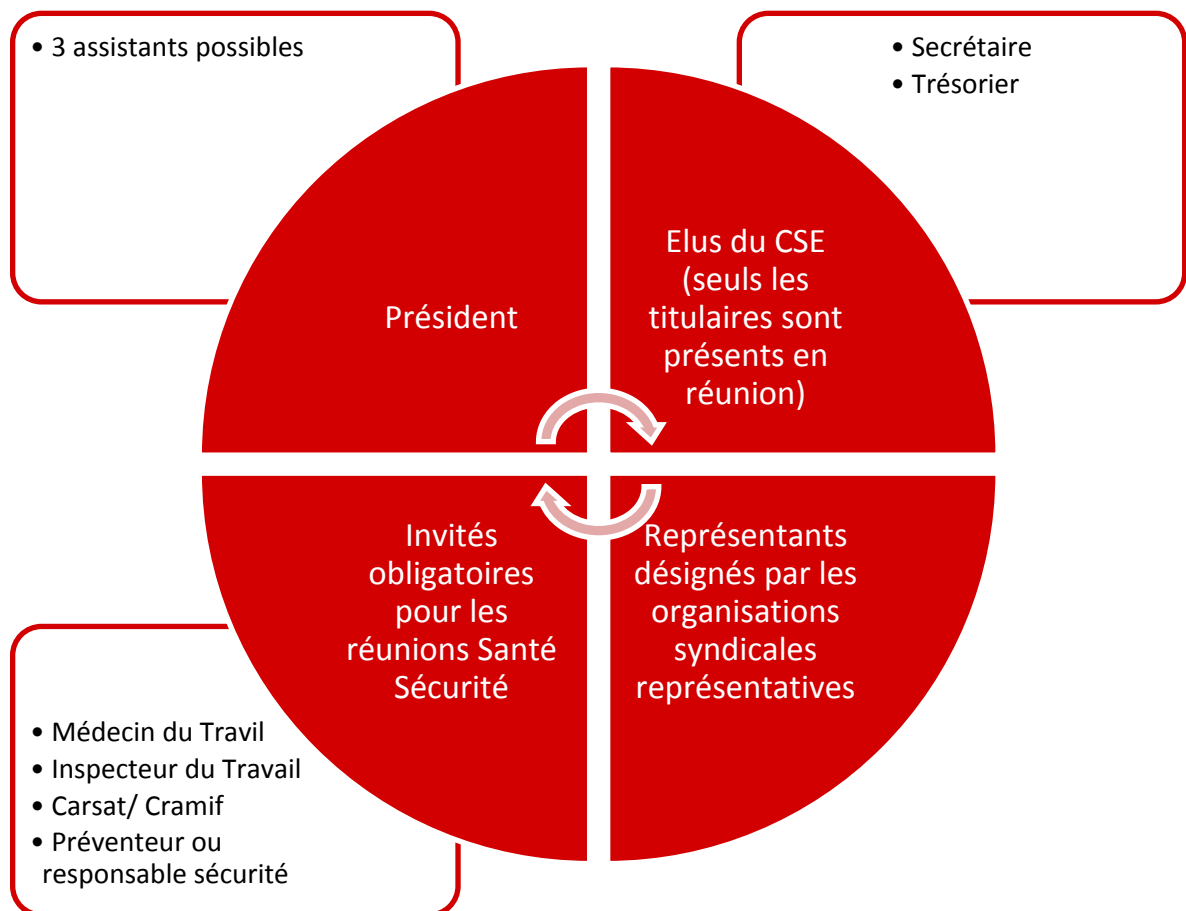 • 3 assistants possibles
• Secrétaire
• Trésorier
Président
Elus du CSE
(seuls les
titulaires sont
présents en
réunion)
Invités
obligatoires
pour les
réunions Santé
Sécurité
Représentants
désignés par les
organisations
syndicales
représentatives
• Médecin du Travil
• Inspecteur du Travail
• Carsat/ Cramif
• Préventeur ou
responsable sécurité